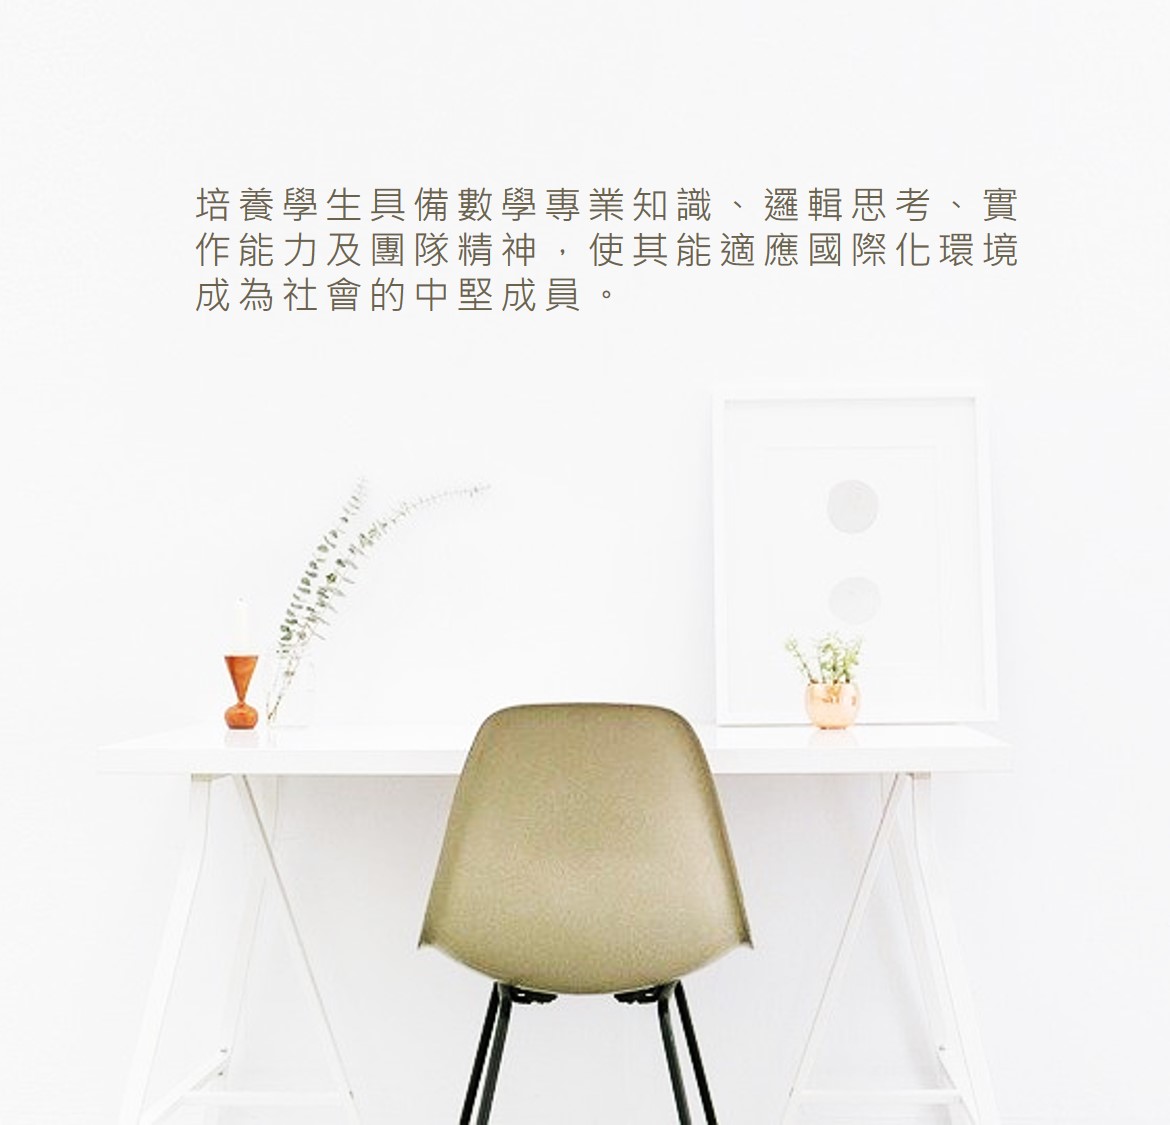 培養學生具備數學專業知識、邏輯思考、實
作能力及團隊精神，使其能適應國際化環境
成為社會的中堅成員。